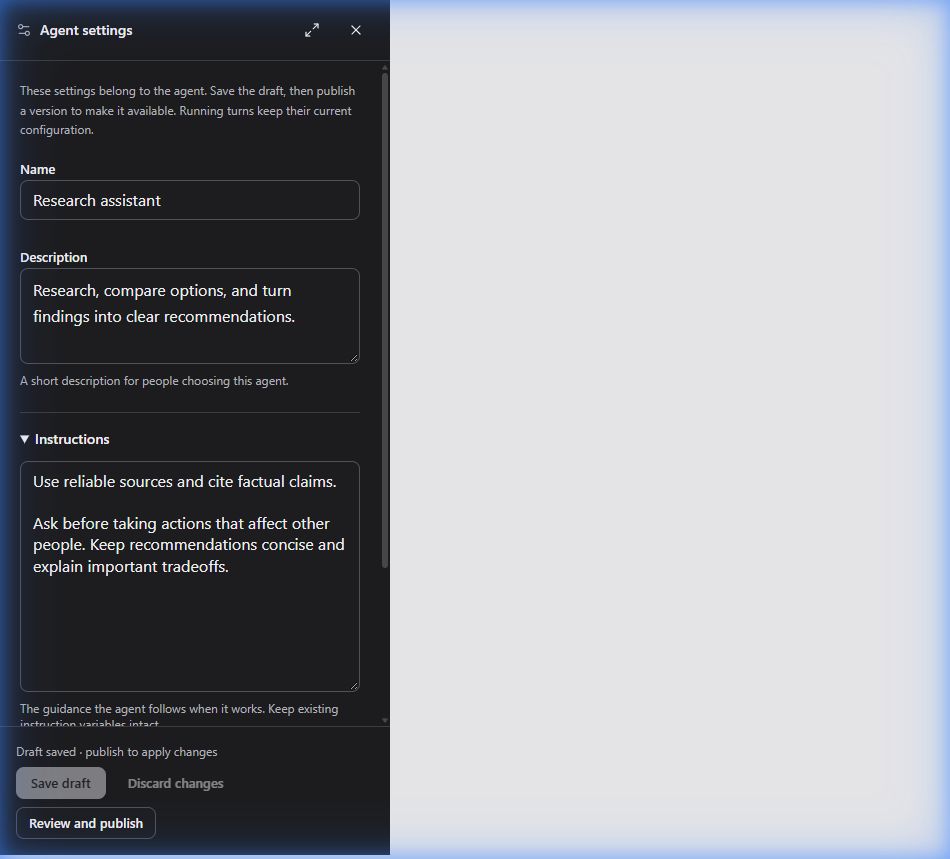 Agent settings
These settings belong to the agent. Save the draft, then publish
a version to make it available. Running turns keep their current
configuration.
Name
Research assistant
Description
Research, compare options, and turn
findings into clear recommendations.
A short description for people choosing this agent.
Instructions
Use reliable sources and cite factual claims.
Ask before taking actions that affect other
people. Keep recommendations concise and
explain important tradeoffs.
The guidance the agent follows when it works. Keep existing
instruction variables intact.
Draft saved · publish to apply changes
Save draft
Discard changes
Review and publish